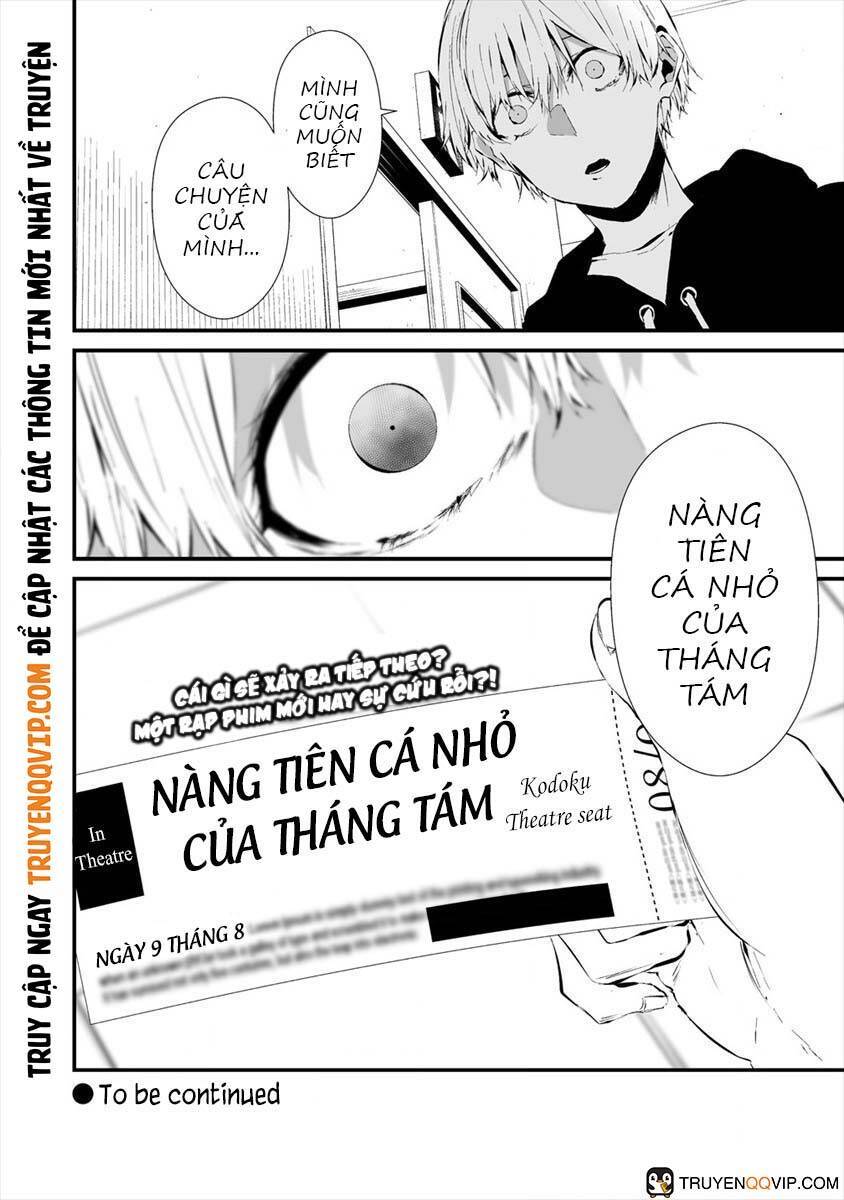 TRUY CẬP NGAY TRUYENQQVIP.COM ĐỂ CẬP NHẬT CÁC THÔNG TIN MỚI NHẤT VỀ TRUYỆN
MÌNH
CŨNG
MUỐN
BIẾT
CÂU
CHUYỆN
CỦA
MÌNH...
NÀNG
TIÊN
CÁ NHỎ
CỦA
THÁNG
TÁM
CÁI GÌ SẼ XẢY RA TIẾP THEO?
MỘT RẠP PHIM MỚI HAY SỰ CỨU RỖI?!
NÀNG TIÊN CÁ NHỎ
CỦA THÁNG TÁM
Kodoku
Theatre seat
In
Theatre
NGÀY 9 THÁNG 8
To be continued
TRUYENQQVIP.COM